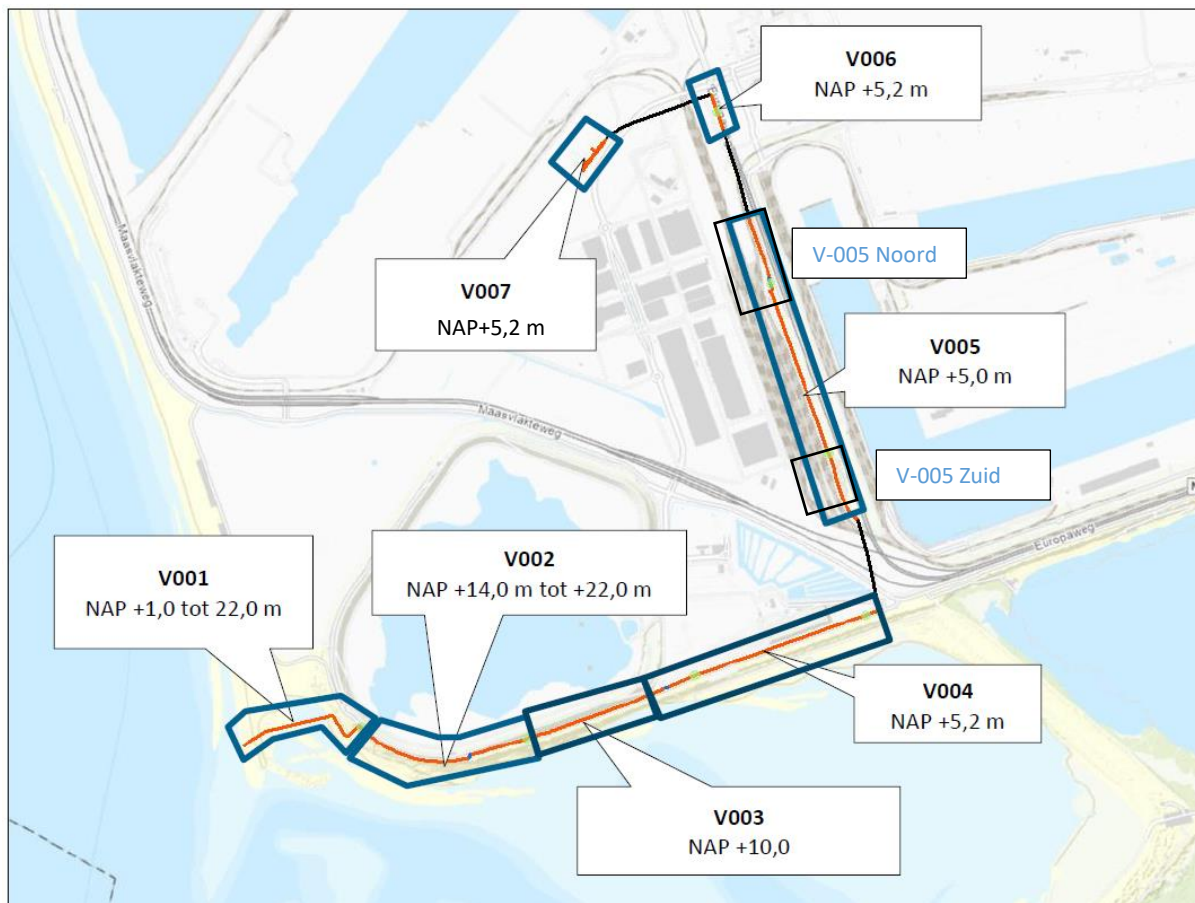 V006
NAP +5,2 m
V-005 Noord
V007
NAP+5,2 m
Maasvlakteweg
V005
NAP +5,0 m
Maasvlakteweg
V-005 Zuid
N
Europaweg
V001
NAP +1,0 tot 22,0 m
V002
NAP +14,0 m tot +22,0 m
V004
NAP +5,2 m
V003
NAP +10,0